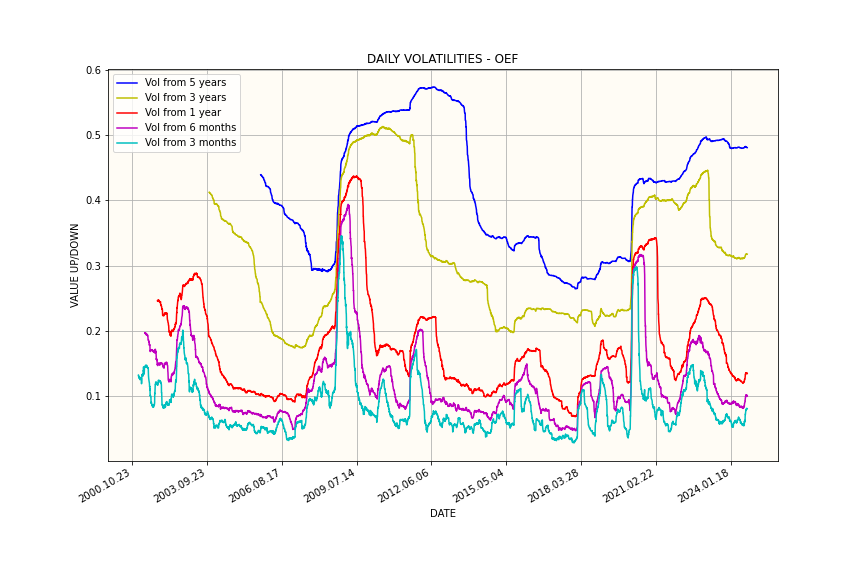 DAILY VOLATILITIES - OEF
Vol from 5 years
Vol from 3 years
Vol from 1 year
Vol from 6 months
Vol from 3 months
VALUE UP/DOWN
0.6
0.5
0.4
0.3
0.2
0.1
2000.10.23
2003.09.23
2006.08.17
2009.07.14
2012.06.06
2015.05.04
2018.03.28
2021.02.22
2024.01.18
DATE